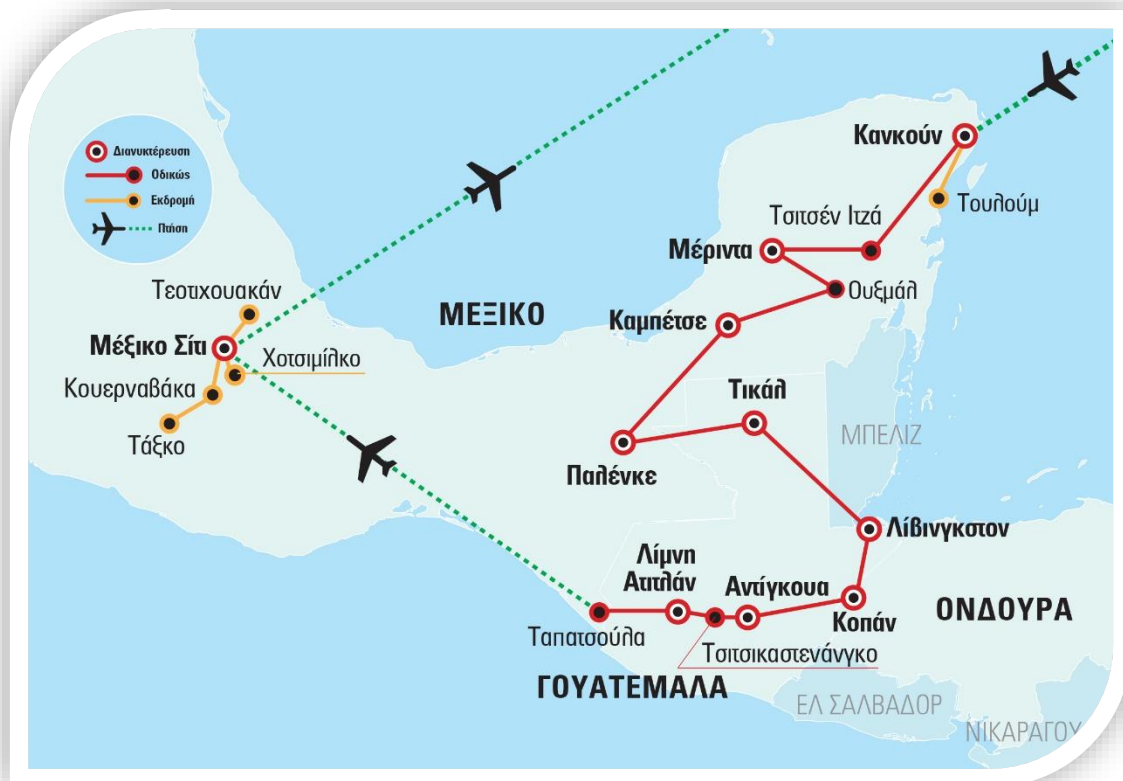 Διανυκτέρευση
Οδικώς
Εκδρομή
Πτήση
Κανκούν
Τουλούμ
Τσιτσέν Ιτζά
Μέριντα
Ουξμάλ
Καμπέτσε
ΜΕΞΙΚΟ
Τεοτιχουακάν
Μέξικο Σίτι
Χοτσιμίλκο
Κουερναβάκα
Τάξκο
Τικάλ
ΜΠΕΛΙΖ
Παλένκε
Λίβινγκστον
Λίμνη
Ατιτλάν
Αντίγκουα
Κοπάν
ΟΝΔΟΥΡΑ
Ταπατσούλα
Τσιτσικαστενάνγκο
ΓΟΥΑΤΕΜΑΛΑ
ΕΛ ΣΑΛΒΑΔΟΡ
ΝΙΚΑΡΑΓΟΥ